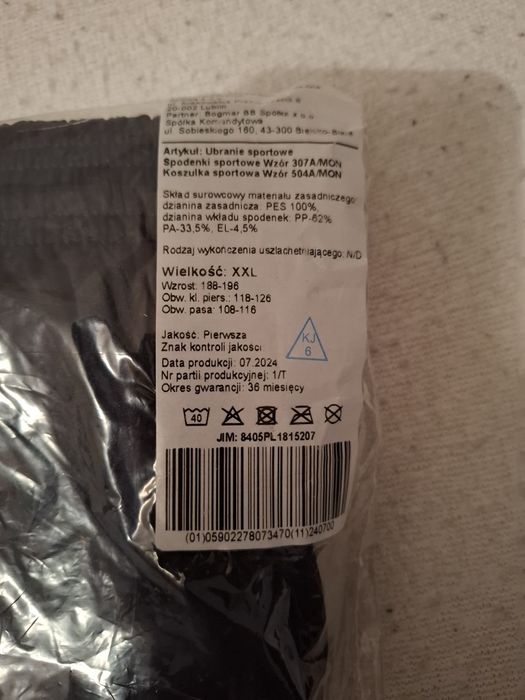 20-002 Lublin
Partner: Bogmar BB Spółka z o.o
Spółka Komandytowa
ul. Sobieskiego 160, 43-300 Bielsko-Biała
Artykuł: Ubranie sportowe
Spodenki sportowe Wzór 307A/MON
Koszulka sportowa Wzór 504A/MON
Skład surowcowy materiału zasadniczego:
dzianina zasadnicza: PES 100%,
dzianina wkładu spodenek: PP-62%
PA-33,5%, EL-4,5%
Rodzaj wykończenia uszlachetniającego: N/D
Wielkość: XXL
Wzrost: 188-196
Obw. kl. piers.: 118-126
Obw. pasa: 108-116
Jakość: Pierwsza
Znak kontroli jakości
KJ
6
Data produkcji: 07.2024
Nr partii produkcyjnej: 1/T
Okres gwarancji: 36 miesięcy
40
JIM: 8405PL1815207
(01)05902278073470(11)240700